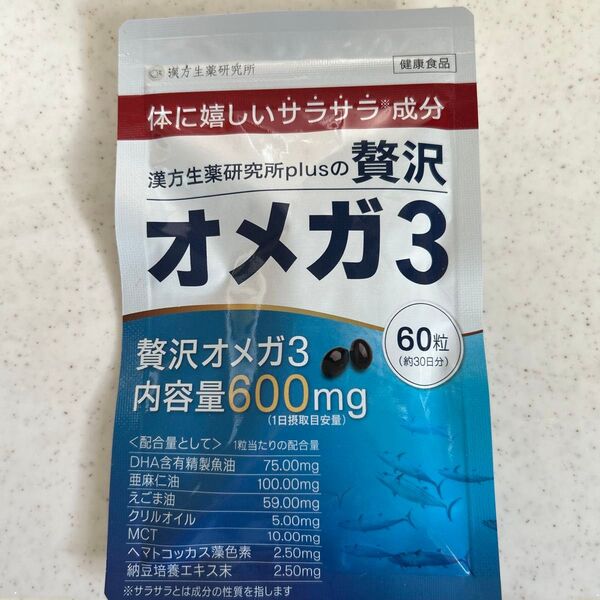 漢方生薬研究所
健康食品
体に嬉しいサラサラ※成分
漢方生薬研究所plusの贅沢
オメガ3
60粒
(約30日分)
贅沢オメガ3
内容量600mg
(1日摂取目安量)
<配合量として> 1粒当たりの配合量
DHA含有精製魚油 75.00mg
亜麻仁油 100.00mg
えごま油 59.00mg
クリルオイル 5.00mg
MCT 10.00mg
ヘマトコッカス藻色素 2.50mg
納豆培養エキス末 2.50mg
※サラサラとは成分の性質を指します